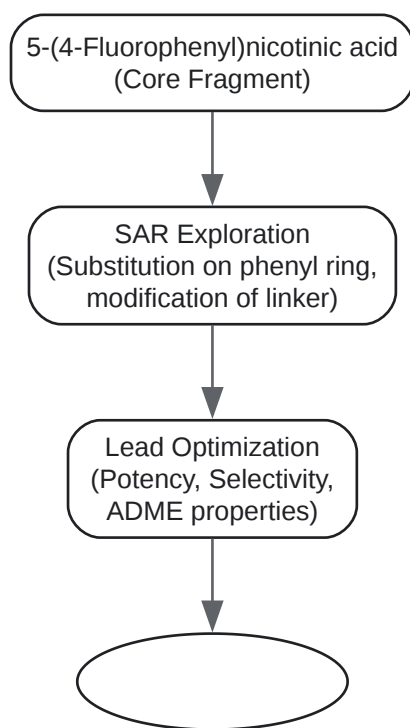 5-(4-Fluorophenyl)nicotinic acid
(Core Fragment)
SAR Exploration
(Substitution on phenyl ring,
modification of linker)
Lead Optimization
(Potency, Selectivity,
ADME properties)